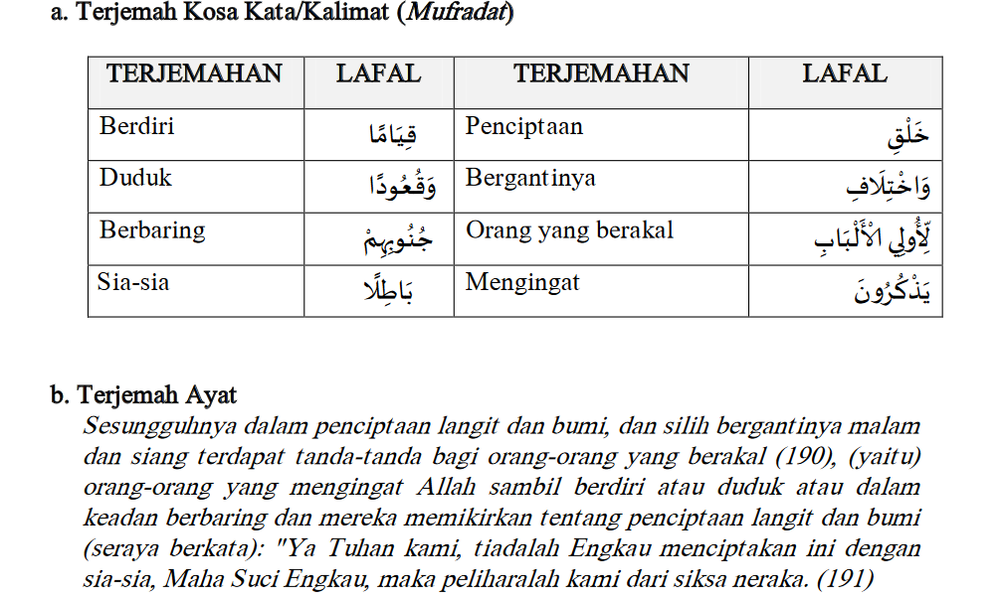 a. Terjemah Kosa Kata/Kalimat (Mufradat)
TERJEMAHAN LAFAL TERJEMAHAN LAFAL
Berdiri قِيَامًا Penciptaan خَلْقِ
Duduk وَقُعُودًا Bergantinya وَاخْتِلَافِ
Berbaring جُنُوبِهِمْ Orang yang berakal لِّأُولِي الْأَلْبَابِ
Sia-sia بَاطِلًا Mengingat يَذْكُرُونَ
b. Terjemah Ayat
Sesungguhnya dalam penciptaan langit dan bumi, dan silih bergantinya malam
dan siang terdapat tanda-tanda bagi orang-orang yang berakal (190), (yaitu)
orang-orang yang mengingat Allah sambil berdiri atau duduk atau dalam
keadan berbaring dan mereka memikirkan tentang penciptaan langit dan bumi
(seraya berkata): "Ya Tuhan kami, tiadalah Engkau menciptakan ini dengan
sia-sia, Maha Suci Engkau, maka peliharalah kami dari siksa neraka. (191)